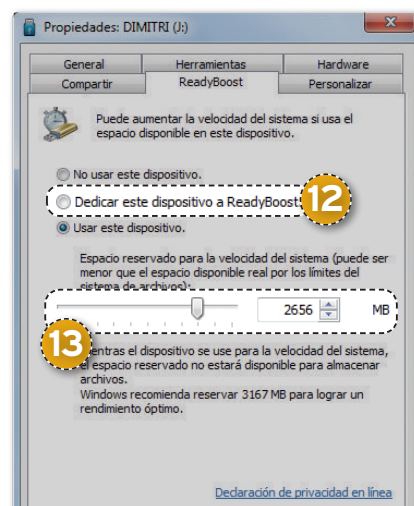 Propiedades: DIMITRI (J:)
General Herramientas Hardware
Compartir ReadyBoost Personalizar
Puede aumentar la velocidad del sistema si usa el
espacio disponible en este dispositivo.
No usar este dispositivo.
Dedicar este dispositivo a ReadyBoost
12
Usar este dispositivo.
Espacio reservado para la velocidad del sistema (puede ser
menor que el espacio disponible real por los límites del
sistema de archivos):
2656 MB
13
Mientras el dispositivo se use para la velocidad del sistema,
el espacio reservado no estará disponible para almacenar
archivos.
Windows recomienda reservar 3167 MB para lograr un
rendimiento óptimo.
Declaración de privacidad en línea